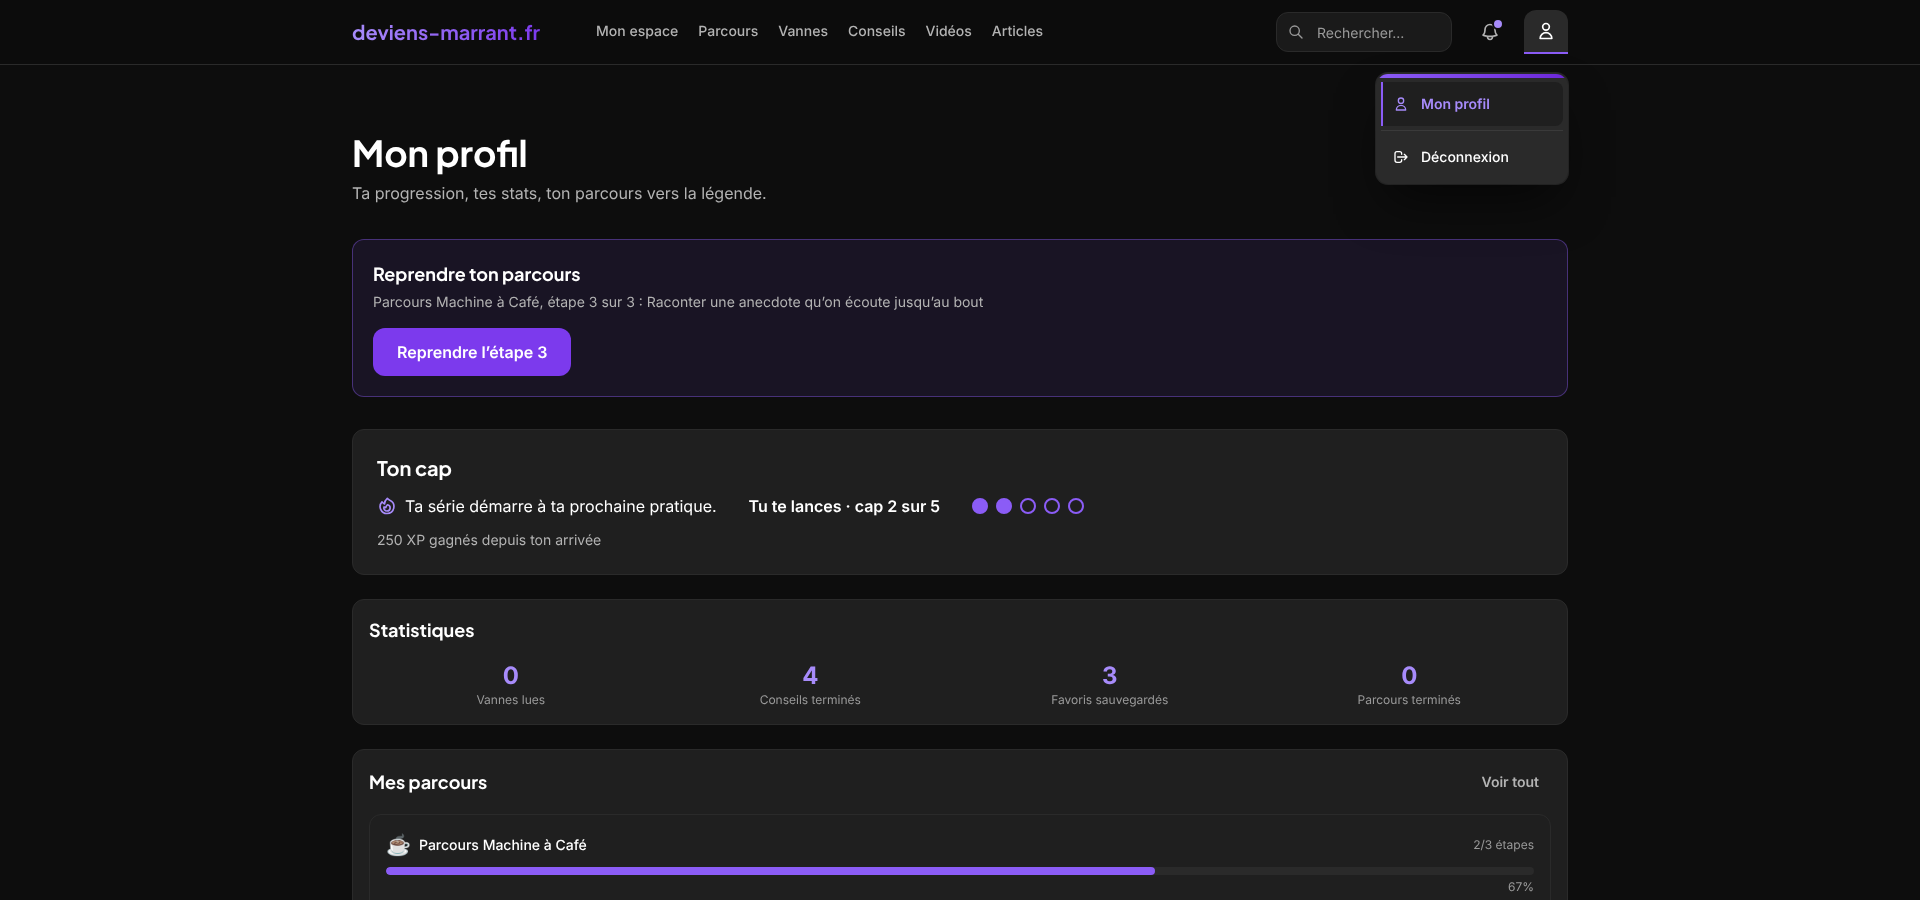 deviens-marrant.fr
Mon espace
Parcours
Vannes
Conseils
Vidéos
Articles
Rechercher...
Mon profil
Déconnexion
Mon profil
Ta progression, tes stats, ton parcours vers la légende.
Reprendre ton parcours
Parcours Machine à Café, étape 3 sur 3 : Raconter une anecdote qu’on écoute jusqu’au bout
Reprendre l’étape 3
Ton cap
Ta série démarre à ta prochaine pratique.
Tu te lances · cap 2 sur 5
250 XP gagnés depuis ton arrivée
Statistiques
0
Vannes lues
4
Conseils terminés
3
Favoris sauvegardés
0
Parcours terminés
Mes parcours
Voir tout
Parcours Machine à Café
2/3 étapes
67%